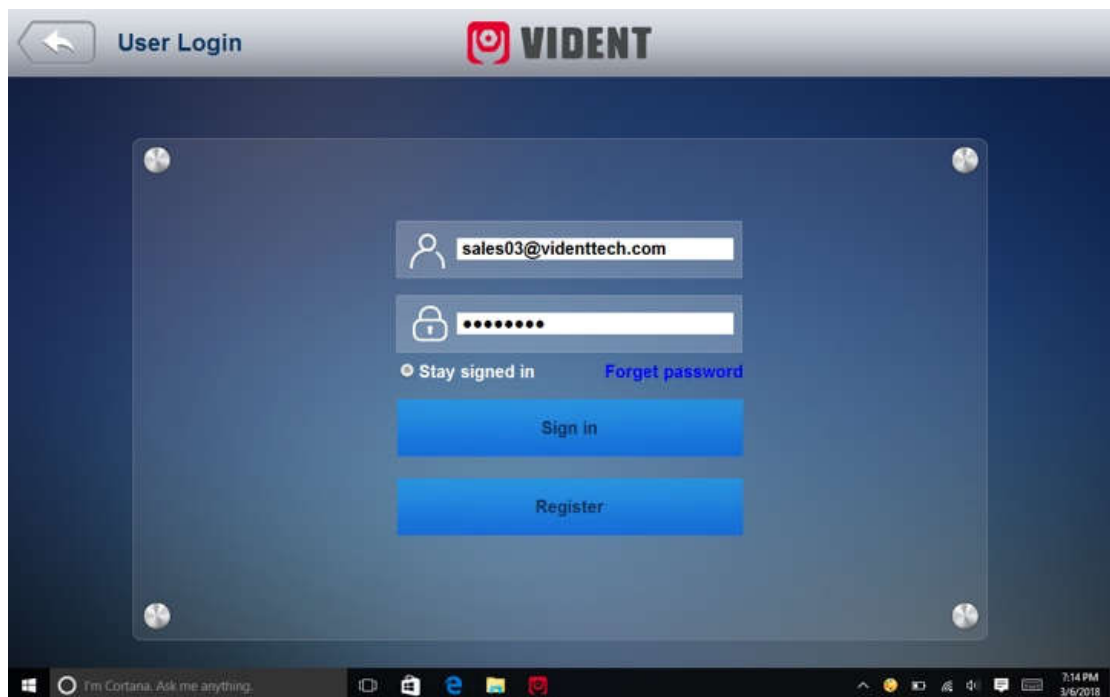 User Login
VIDENT
sales03@videnttech.com
••••••••
Stay signed in
Forget password
Sign in
Register
I'm Cortana. Ask me anything.
7:14 PM
3/6/2018